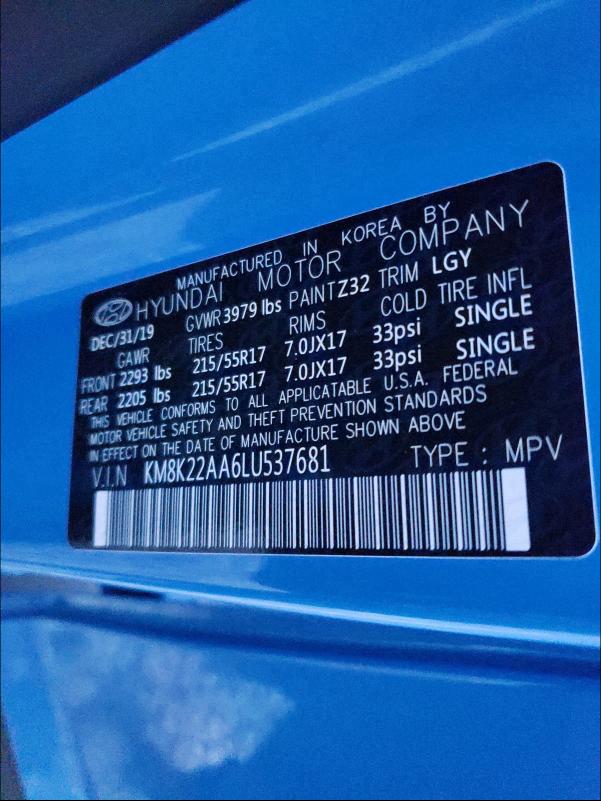 MANUFACTURED IN KOREA BY
HYUNDAI MOTOR COMPANY
DEC/31/19 GVWR 3979 lbs PAINT Z32 TRIM LGY
GAWR TIRES RIMS COLD TIRE INFL
FRONT 2293 lbs 215/55R17 7.0JX17 33psi SINGLE
REAR 2205 lbs 215/55R17 7.0JX17 33psi SINGLE
THIS VEHICLE CONFORMS TO ALL APPLICATABLE U.S.A. FEDERAL
MOTOR VEHICLE SAFETY AND THEFT PREVENTION STANDARDS
IN EFFECT ON THE DATE OF MANUFACTURE SHOWN ABOVE
V.I.N KM8K22AA6LU537681 TYPE : MPV